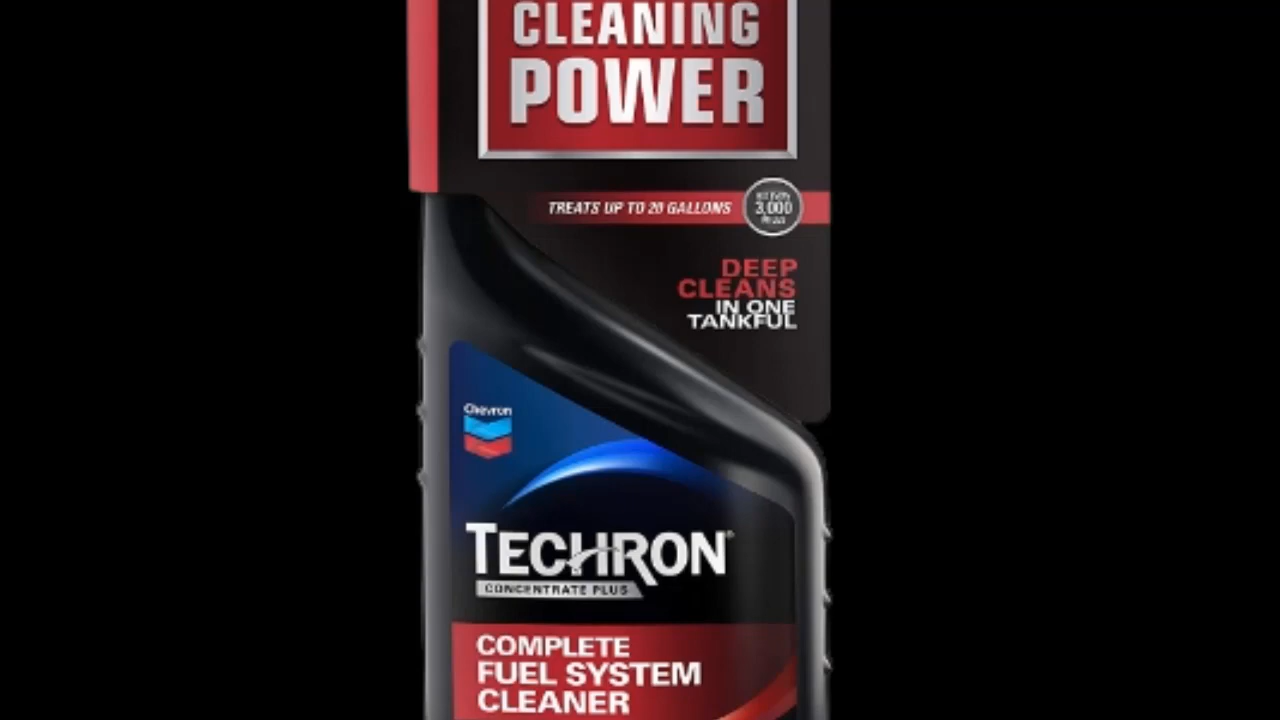 CLEANING
POWER
TREATS UP TO 20 GALLONS
3,000
DEEP
CLEANS
IN ONE
TANKFUL
Chevron
TECHRON®
CONCENTRATE PLUS
COMPLETE
FUEL SYSTEM
CLEANER